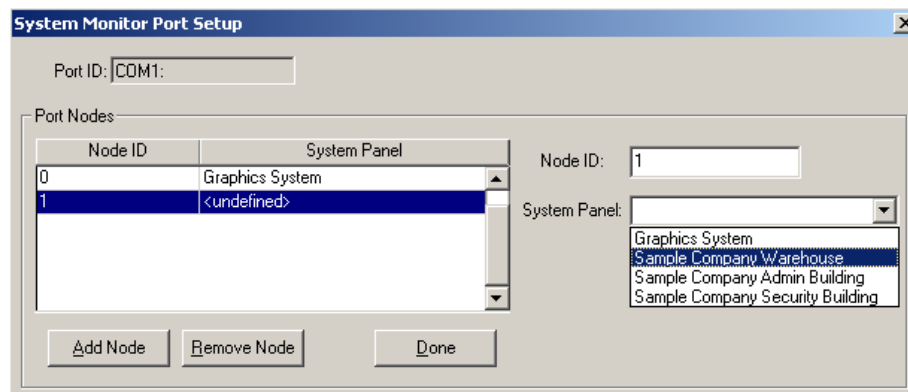 System Monitor Port Setup
Port ID: COM1:
Port Nodes
Node ID System Panel
0 Graphics System
1 <undefined>
Node ID: 1
System Panel:
Graphics System
Sample Company Warehouse
Sample Company Admin Building
Sample Company Security Building
Add Node Remove Node Done